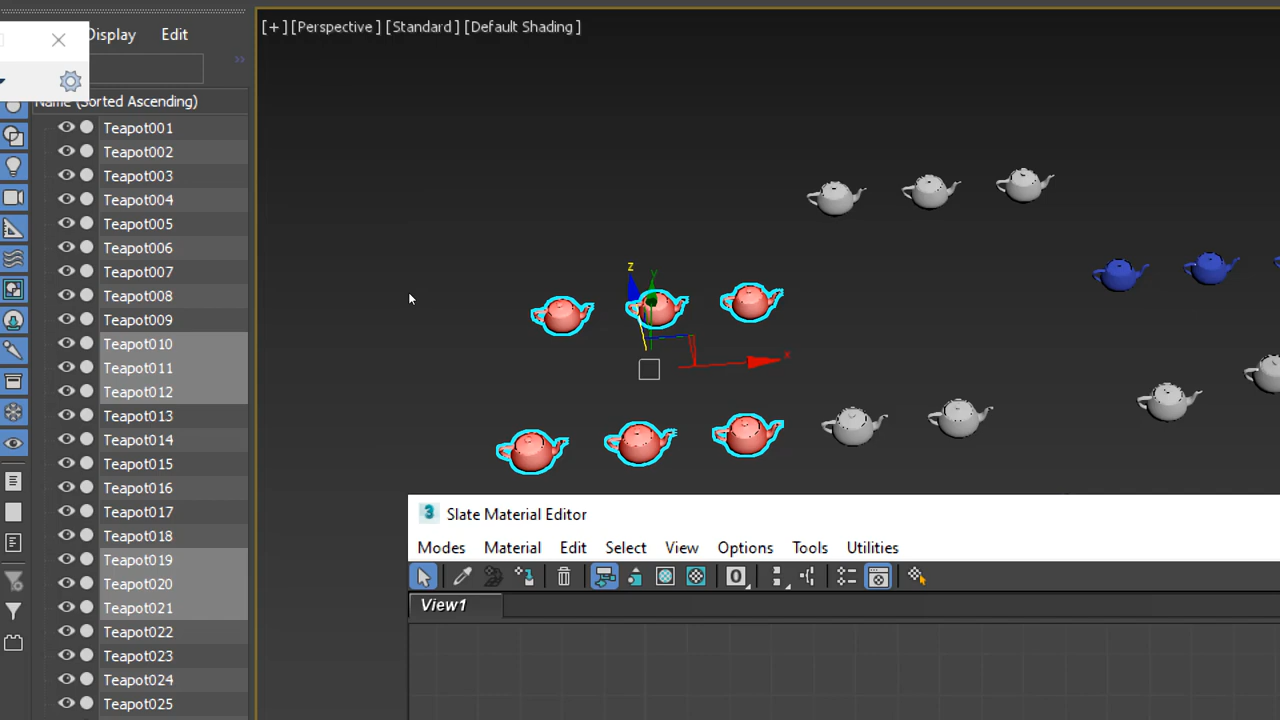 Display Edit
[+] [Perspective ] [Standard ] [Default Shading ]
Name (Sorted Ascending)
Teapot001
Teapot002
Teapot003
Teapot004
Teapot005
Teapot006
Teapot007
Teapot008
Teapot009
Teapot010
Teapot011
Teapot012
Teapot013
Teapot014
Teapot015
Teapot016
Teapot017
Teapot018
Teapot019
Teapot020
Teapot021
Teapot022
Teapot023
Teapot024
Teapot025
z
y
x
3 Slate Material Editor
Modes Material Edit Select View Options Tools Utilities
0
View1